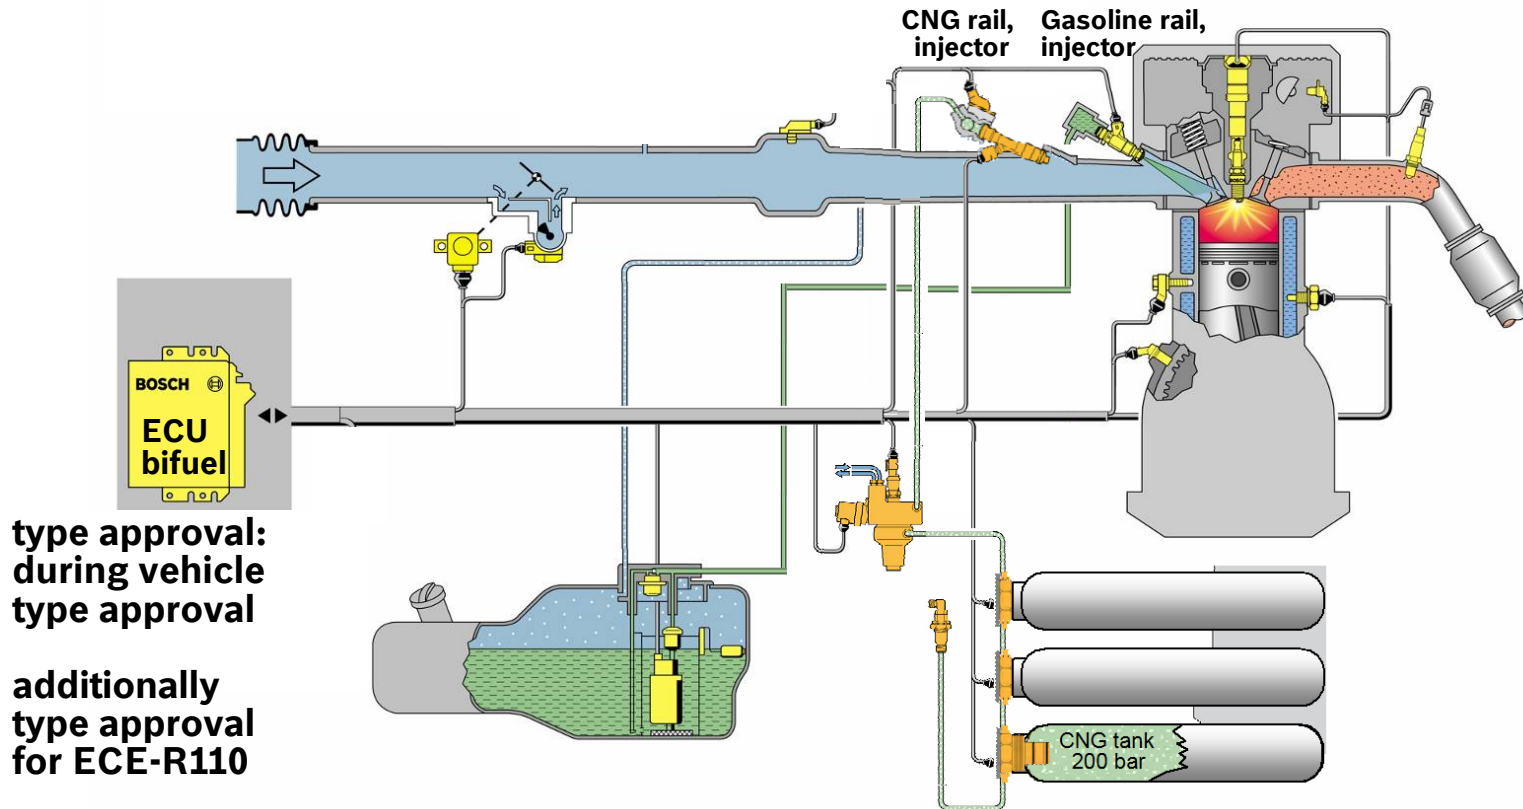 CNG rail,
injector
Gasoline rail,
injector
BOSCH
ECU
bifuel
type approval:
during vehicle
type approval
additionally
type approval
for ECE-R110
CNG tank
200 bar